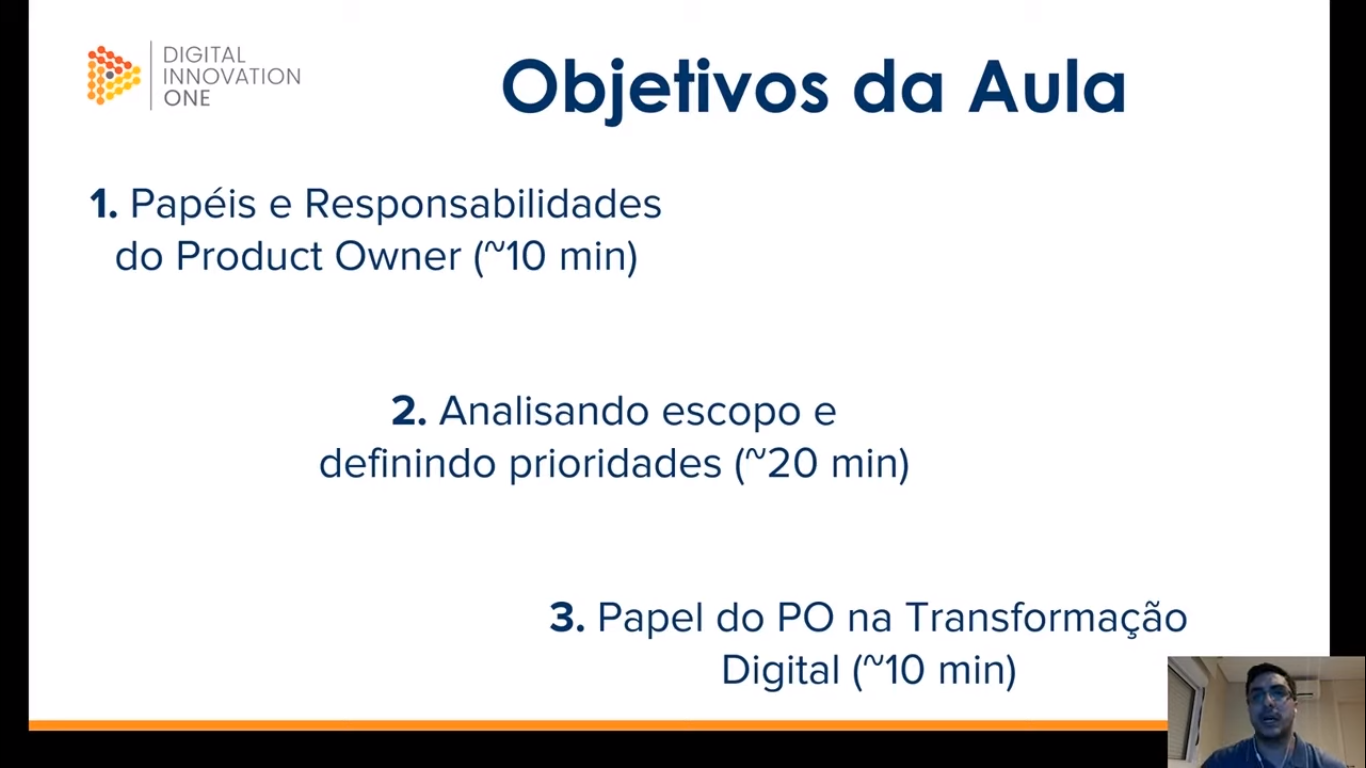 DIGITAL
INNOVATION
ONE
Objetivos da Aula
1. Papéis e Responsabilidades
do Product Owner (~10 min)
2. Analisando escopo e
definindo prioridades (~20 min)
3. Papel do PO na Transformação
Digital (~10 min)